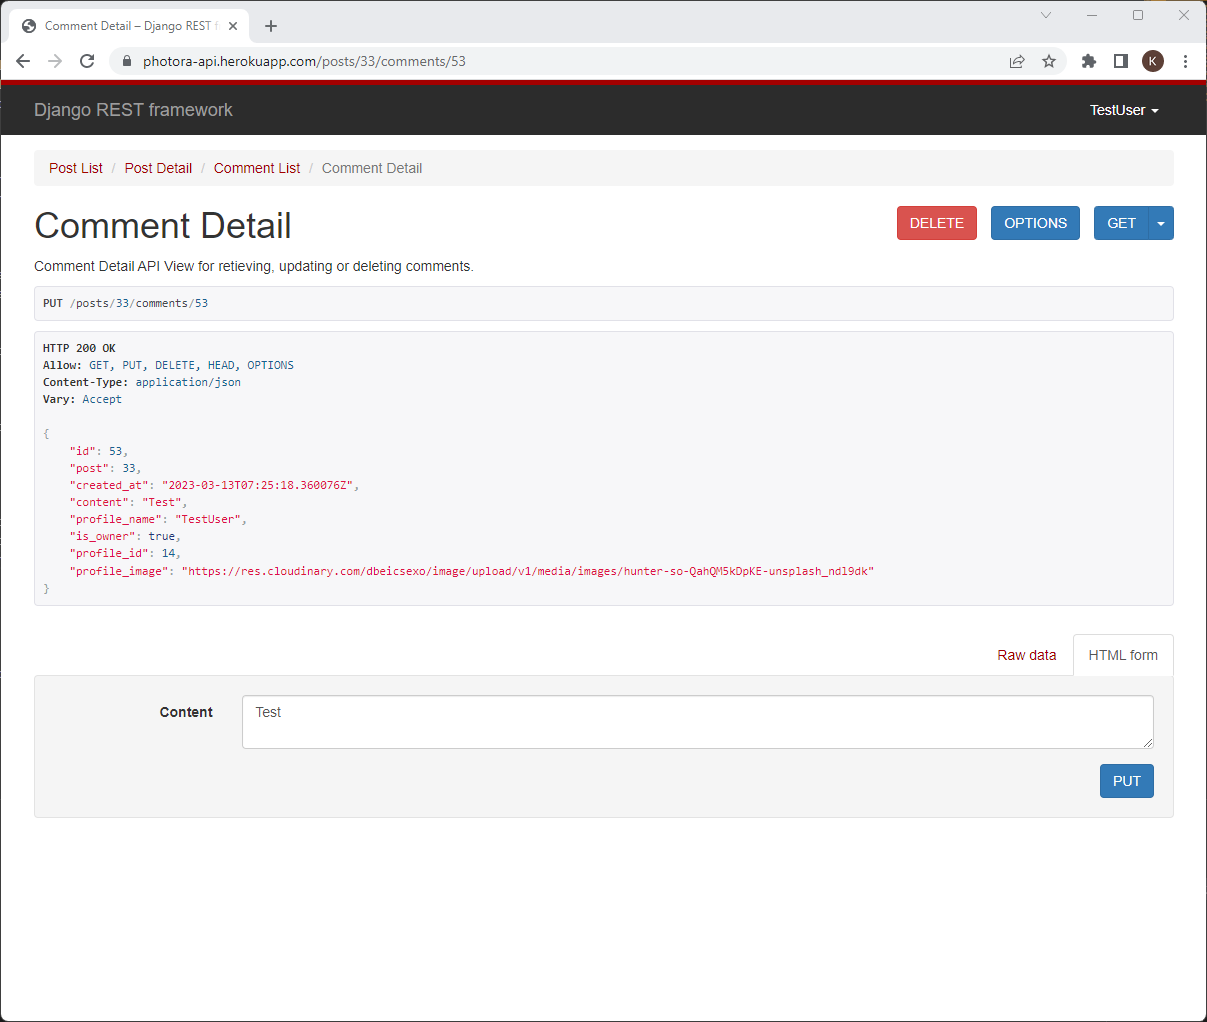 Comment Detail – Django REST f
photora-api.herokuapp.com/posts/33/comments/53
K
Django REST framework
TestUser
Post List / Post Detail / Comment List / Comment Detail
Comment Detail
DELETE
OPTIONS
GET
Comment Detail API View for retieving, updating or deleting comments.
PUT /posts/33/comments/53
HTTP 200 OK
Allow: GET, PUT, DELETE, HEAD, OPTIONS
Content-Type: application/json
Vary: Accept
{
"id": 53,
"post": 33,
"created_at": "2023-03-13T07:25:18.360076Z",
"content": "Test",
"profile_name": "TestUser",
"is_owner": true,
"profile_id": 14,
"profile_image": "https://res.cloudinary.com/dbeicsexo/image/upload/v1/media/images/hunter-so-QahQM5kDpKE-unsplash_ndl9dk"
}
Raw data
HTML form
Content
Test
PUT